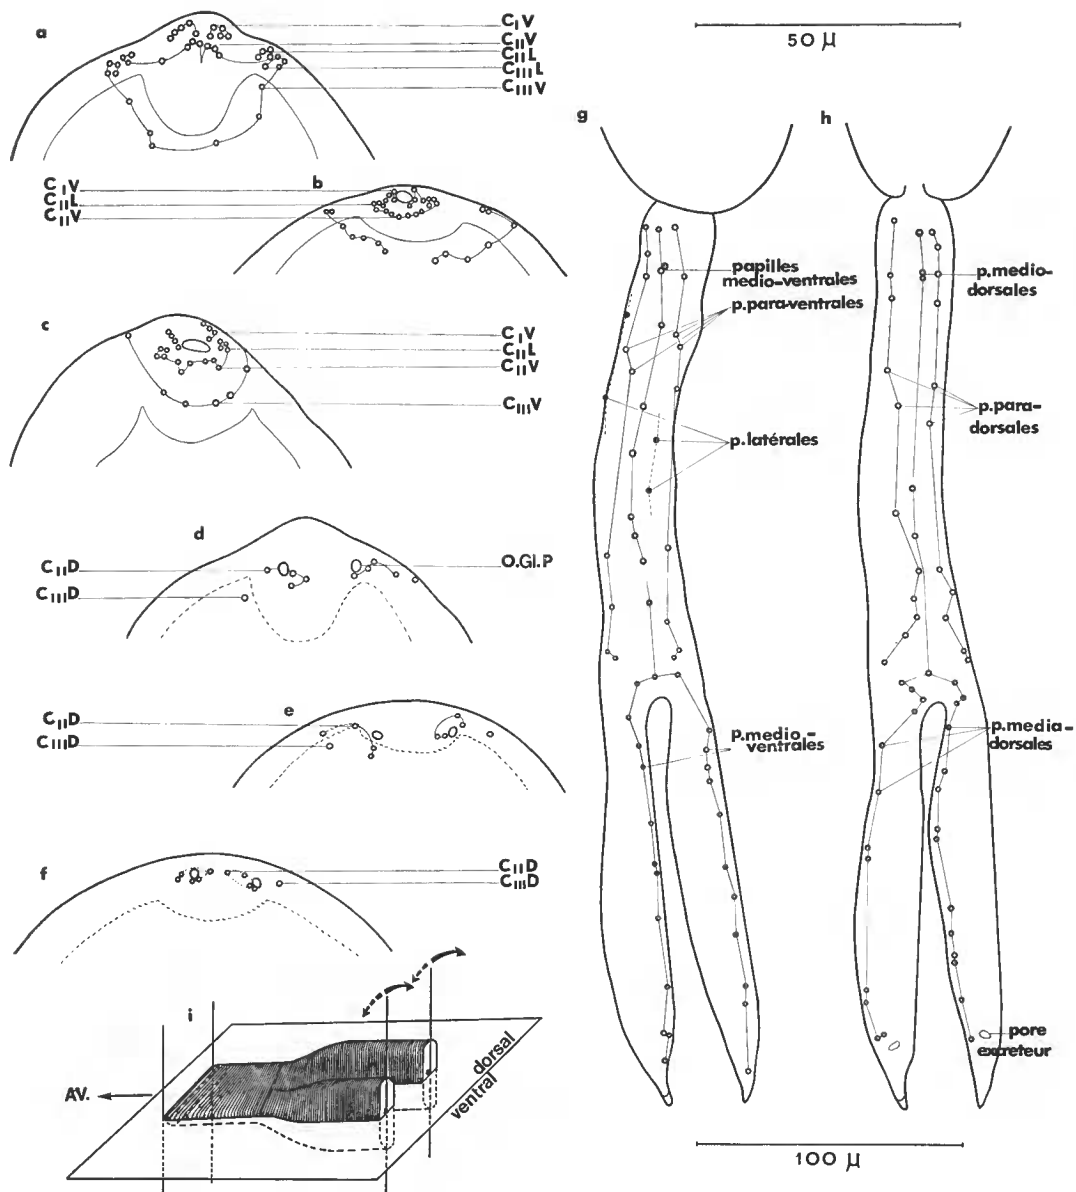 a
CIV
CIIV
CIIL
CIIIL
CIIIV
50 µ
b
CIV
CIIL
CIIV
c
CIV
CIIL
CIIV
CIIIV
d
CIID
CIIID
O.Gl.P
e
CIID
CIIID
f
CIID
CIIID
g
papilles
medio-ventrales
p.para-ventrales
p.latérales
p.medio-
ventrales
h
p.medio-
dorsales
p.para-
dorsales
p.media-
dorsales
pore
excreteur
i
AV.
dorsal
ventral
100 µ